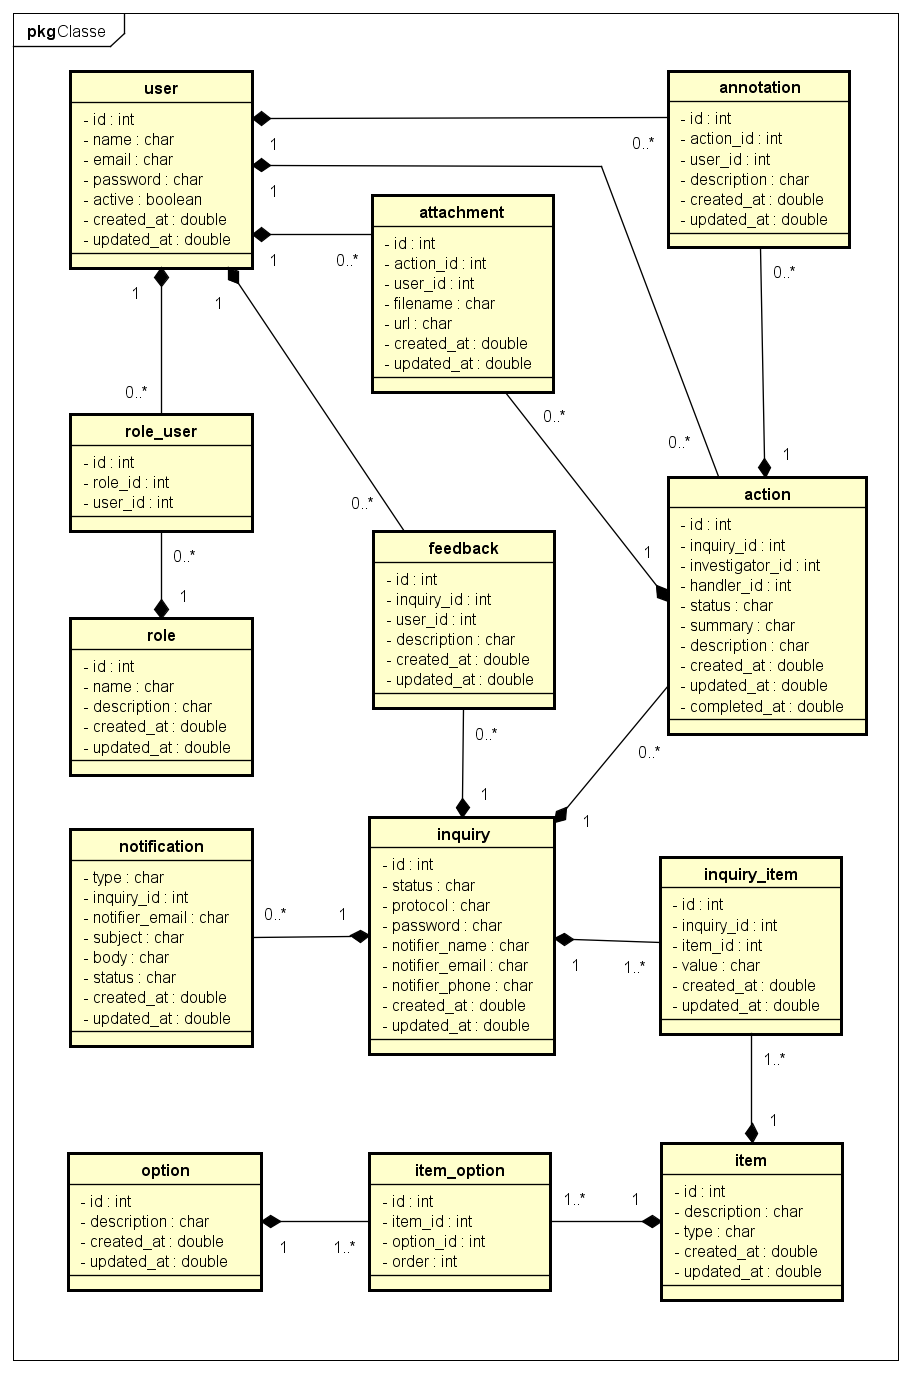 pkg Classe
user
- id : int
- name : char
- email : char
- password : char
- active : boolean
- created_at : double
- updated_at : double
annotation
- id : int
- action_id : int
- user_id : int
- description : char
- created_at : double
- updated_at : double
1
0..*
1
0..*
attachment
- id : int
- action_id : int
- user_id : int
- filename : char
- url : char
- created_at : double
- updated_at : double
1
0..*
1
0..*
1
0..*
0..*
1
0..*
1
role_user
- id : int
- role_id : int
- user_id : int
0..*
1
role
- id : int
- name : char
- description : char
- created_at : double
- updated_at : double
feedback
- id : int
- inquiry_id : int
- user_id : int
- description : char
- created_at : double
- updated_at : double
action
- id : int
- inquiry_id : int
- investigator_id : int
- handler_id : int
- status : char
- summary : char
- description : char
- created_at : double
- updated_at : double
- completed_at : double
0..*
1
0..*
1
notification
- type : char
- inquiry_id : int
- notifier_email : char
- subject : char
- body : char
- status : char
- created_at : double
- updated_at : double
0..*
1
inquiry
- id : int
- status : char
- protocol : char
- password : char
- notifier_name : char
- notifier_email : char
- notifier_phone : char
- created_at : double
- updated_at : double
1
1..*
inquiry_item
- id : int
- inquiry_id : int
- item_id : int
- value : char
- created_at : double
- updated_at : double
1..*
1
option
- id : int
- description : char
- created_at : double
- updated_at : double
1
1..*
item_option
- id : int
- item_id : int
- option_id : int
- order : int
1..*
1
item
- id : int
- description : char
- type : char
- created_at : double
- updated_at : double